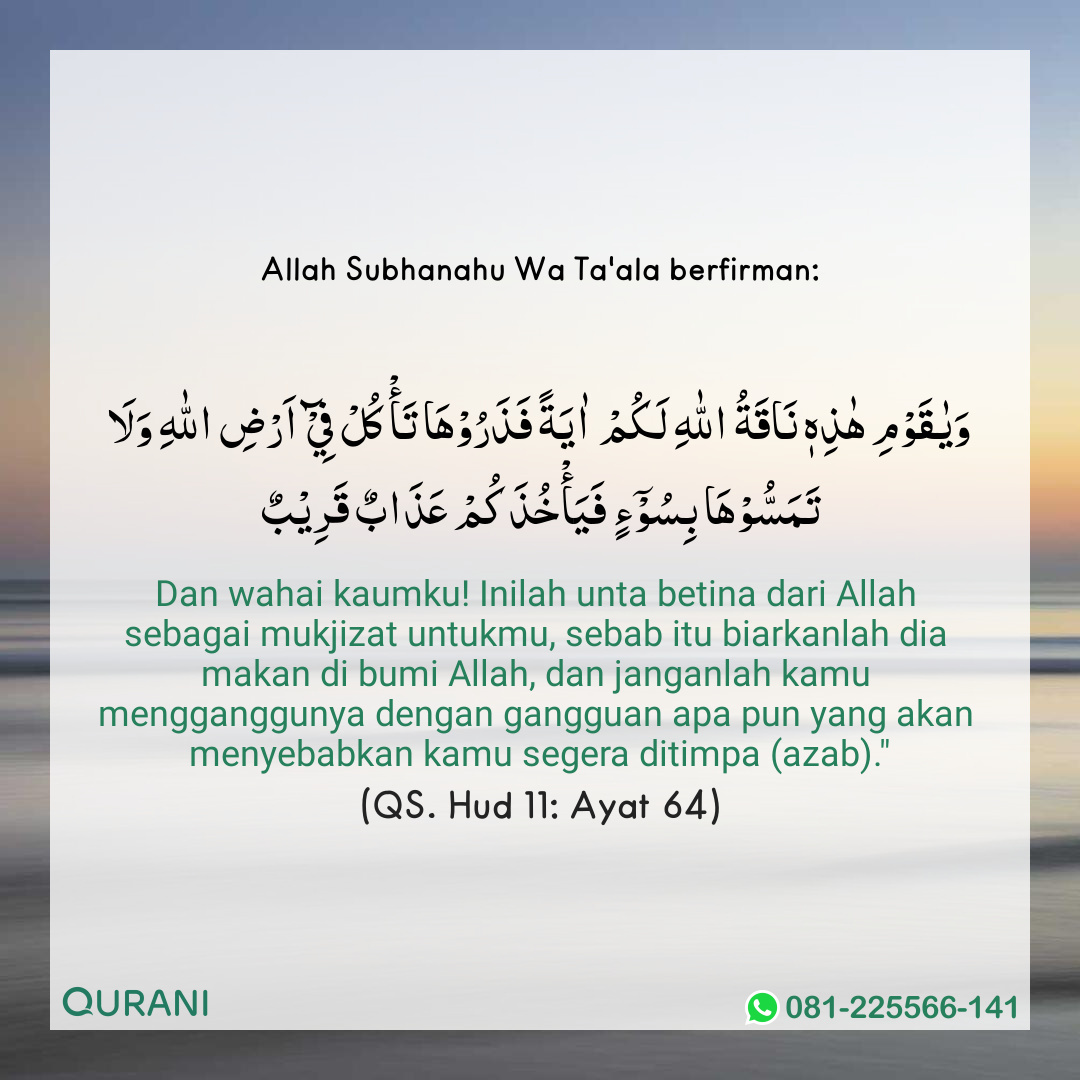 Allah Subhanahu Wa Ta'ala berfirman:
وَيٰقَوْمِ هٰذِهٖ نَاقَةُ اللّٰهِ لَـكُمْ اٰيَةً فَذَرُوْهَا تَأْكُلْ فِيْۤ اَرْضِ اللّٰهِ وَلَا
تَمَسُّوْهَا بِسُوْٓءٍ فَيَأْخُذَكُمْ عَذَابٌ قَرِيْبٌ
Dan wahai kaumku! Inilah unta betina dari Allah
sebagai mukjizat untukmu, sebab itu biarkanlah dia
makan di bumi Allah, dan janganlah kamu
mengganggunya dengan gangguan apa pun yang akan
menyebabkan kamu segera ditimpa (azab)."
(QS. Hud 11: Ayat 64)
QURANI
081-225566-141